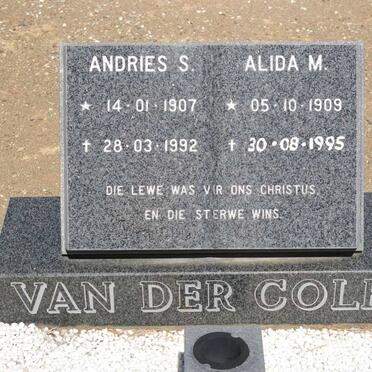 ANDRIES S. ALIDA M.
★ 14·01·1907 ★ 05·10·1909
† 28·03·1992 † 30·08·1995
DIE LEWE WAS VIR ONS CHRISTUS,
EN DIE STERWE WINS.
VAN DER COL